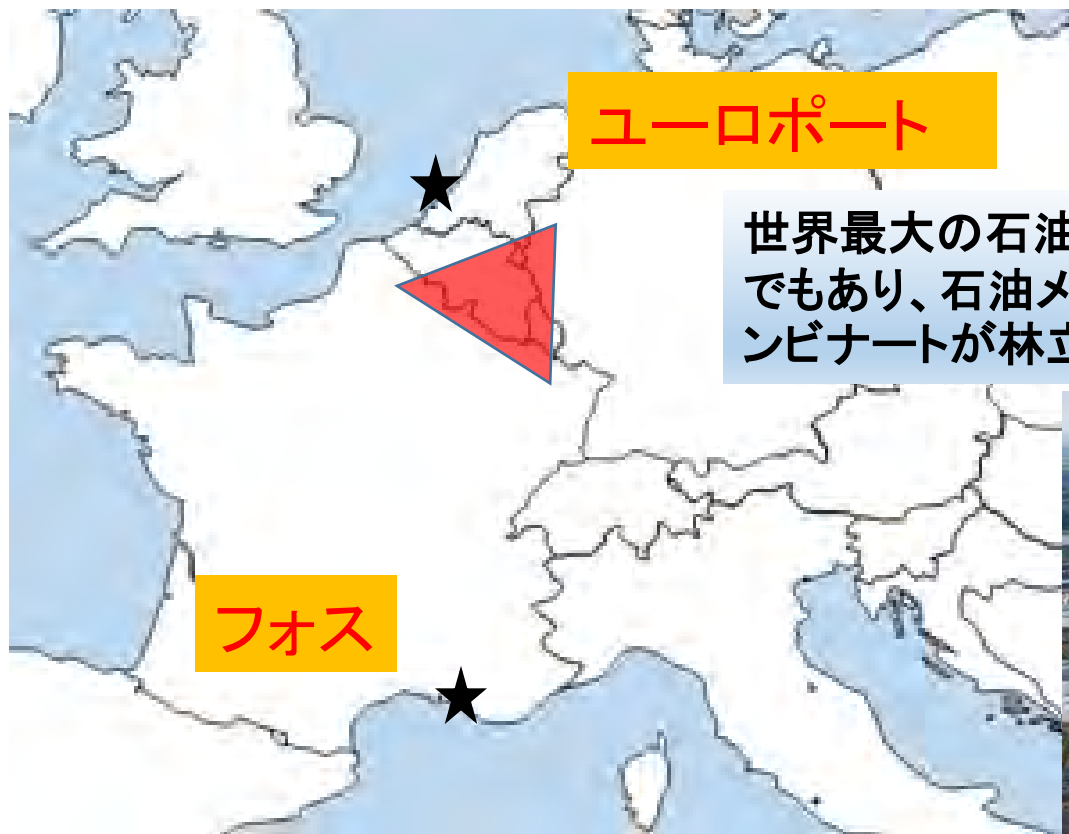 ユーロポート
世界最大の石油
でもあり、石油メ
ンビナートが林立
フォス